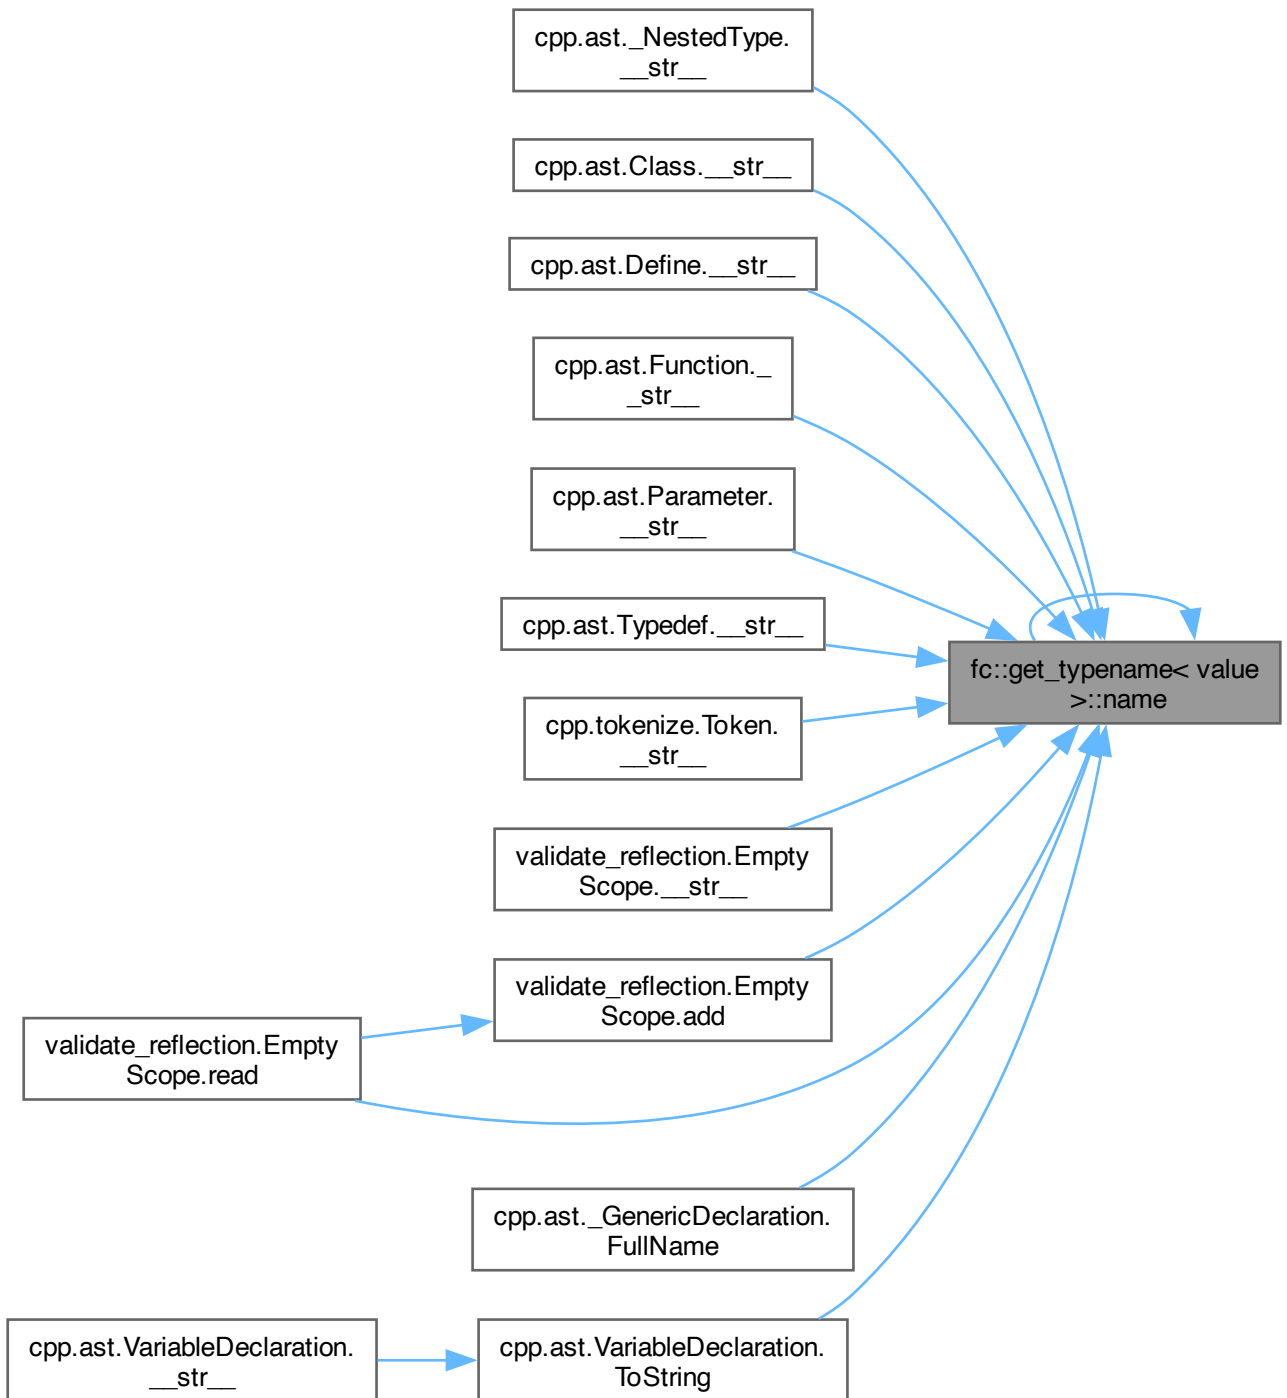 cpp.ast._NestedType.
__str__
cpp.ast.Class.__str__
cpp.ast.Define.__str__
cpp.ast.Function._
_str__
cpp.ast.Parameter.
__str__
cpp.ast.Typedef.__str__
fc::get_typename< value
>::name
cpp.tokenize.Token.
__str__
validate_reflection.Empty
Scope.__str__
validate_reflection.Empty
Scope.add
validate_reflection.Empty
Scope.read
cpp.ast._GenericDeclaration.
FullName
cpp.ast.VariableDeclaration.
__str__
cpp.ast.VariableDeclaration.
ToString